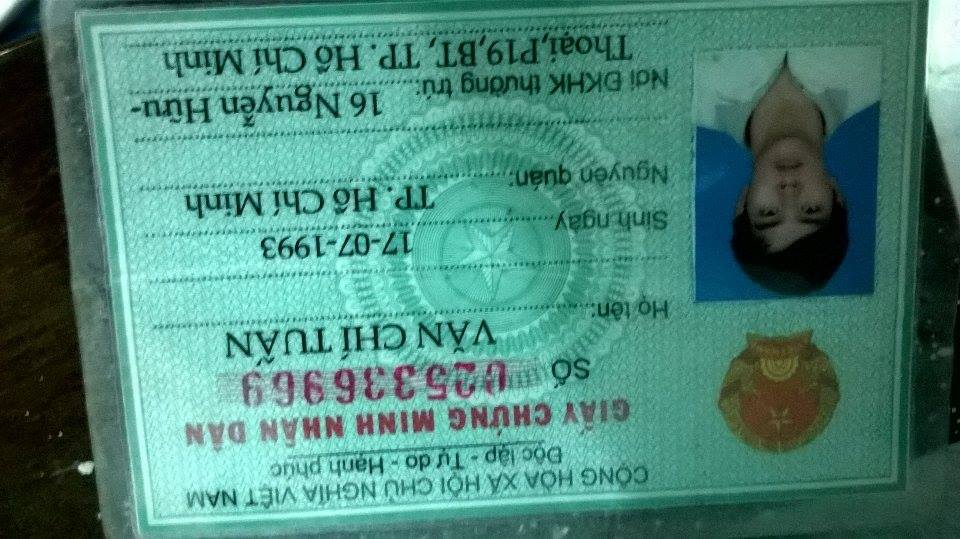 CỘNG HÒA XÃ HỘI CHỦ NGHĨA VIỆT NAM
Độc lập - Tự do - Hạnh phúc
GIẤY CHỨNG MINH NHÂN DÂN
SỐ 025336969
Họ tên: VĂN CHÍ TUẤN
Sinh ngày 17-07-1993
Nguyên quán: TP. Hồ Chí Minh
Nơi ĐKHK thường trú: 16 Nguyễn Hữu-
Thoại,P19,BT, TP. Hồ Chí Minh